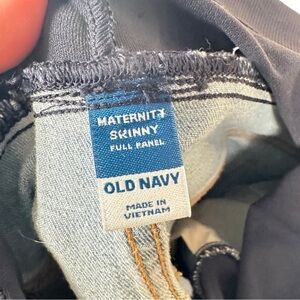 MATERNITY
SKINNY
FULL PANEL
OLD NAVY
MADE IN
VIETNAM